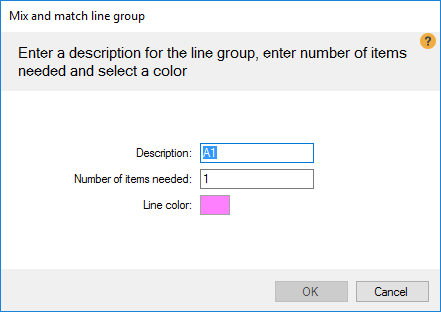 Mix and match line group
Enter a description for the line group, enter number of items
needed and select a color
?
Description: A1
Number of items needed: 1
Line color:
OK Cancel